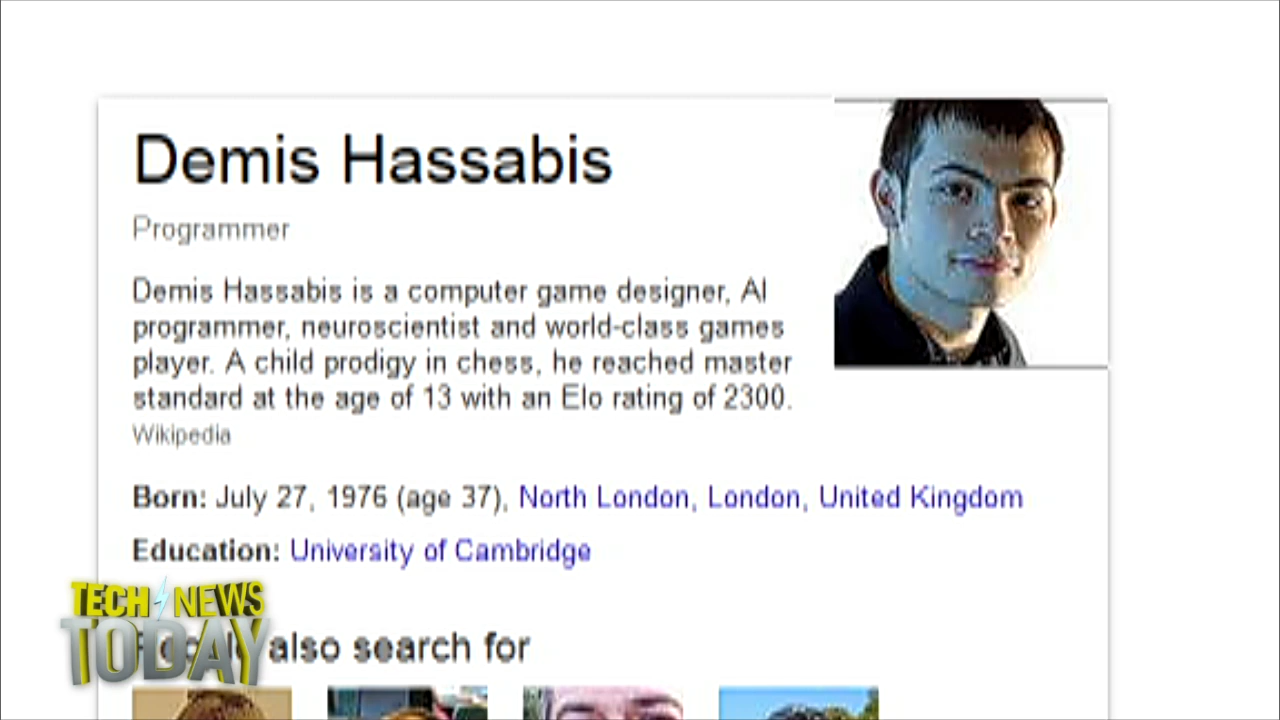 Demis Hassabis
Programmer
Demis Hassabis is a computer game designer, AI
programmer, neuroscientist and world-class games
player. A child prodigy in chess, he reached master
standard at the age of 13 with an Elo rating of 2300.
Wikipedia
Born: July 27, 1976 (age 37), North London, London, United Kingdom
Education: University of Cambridge
TECH NEWS
TODAY
People also search for